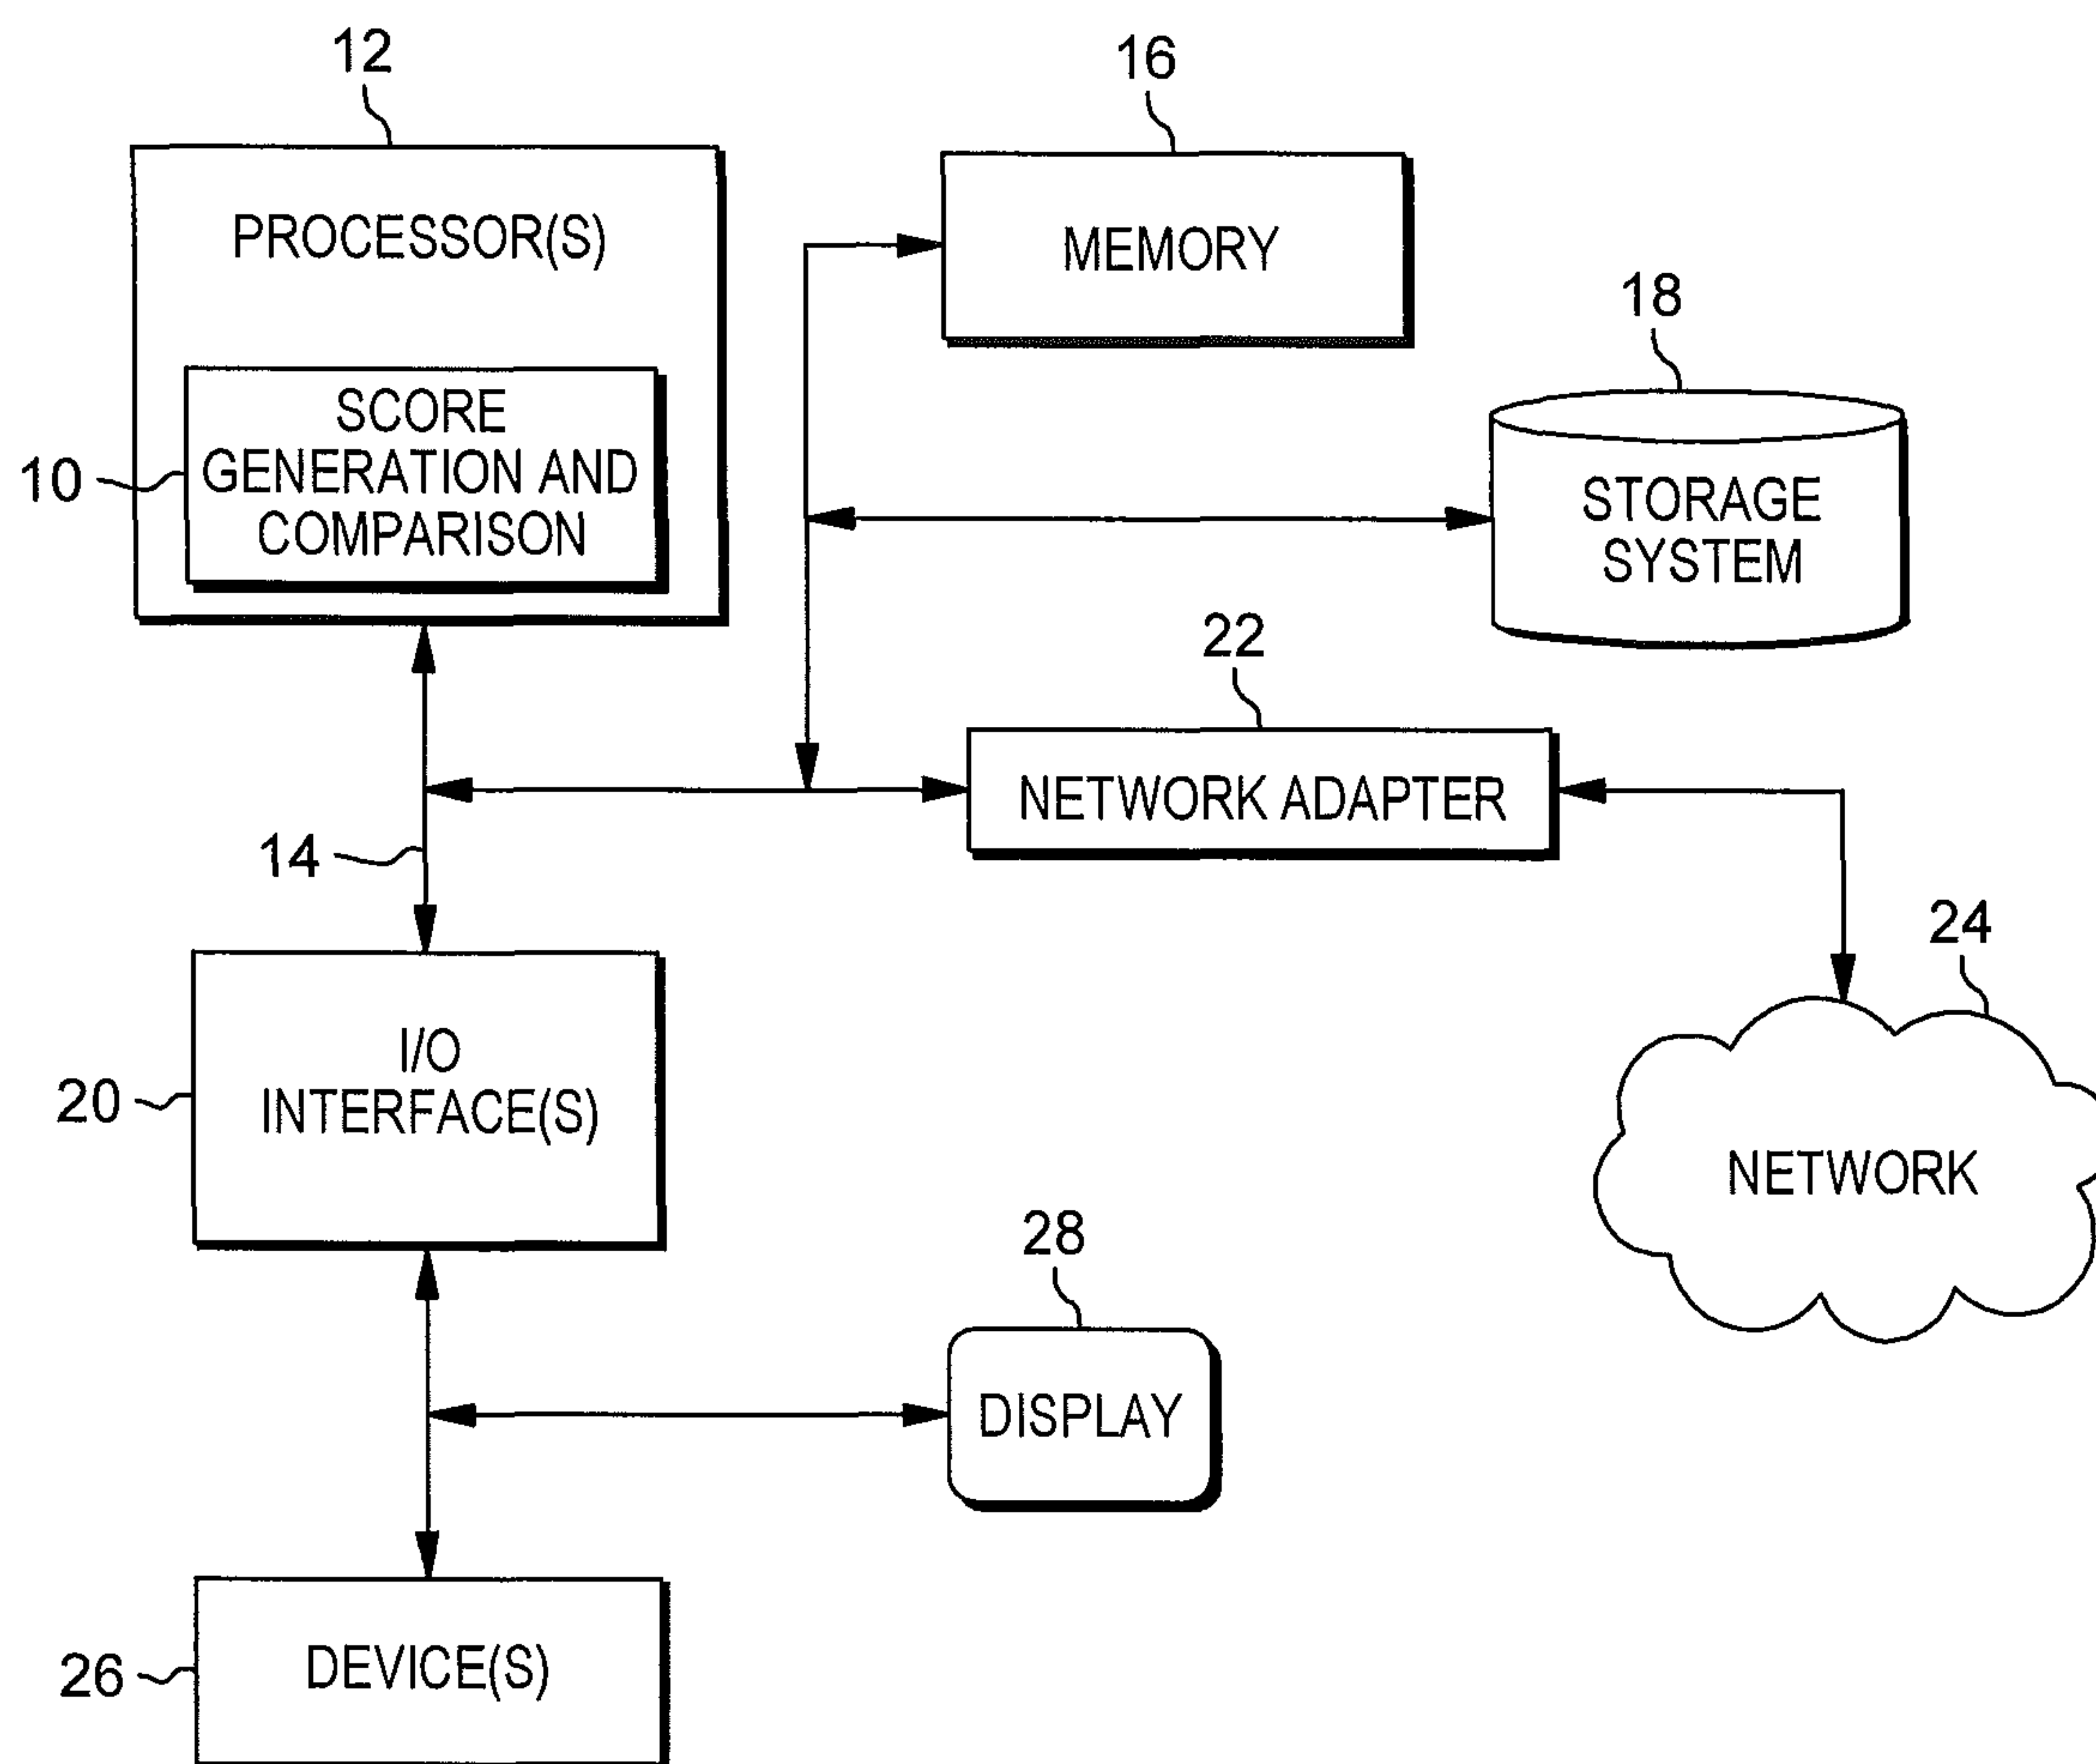 12
PROCESSOR(S)
10
SCORE
GENERATION AND
COMPARISON
16
MEMORY
18
STORAGE
SYSTEM
22
NETWORK ADAPTER
14
24
NETWORK
20
I/O
INTERFACE(S)
28
DISPLAY
26
DEVICE(S)